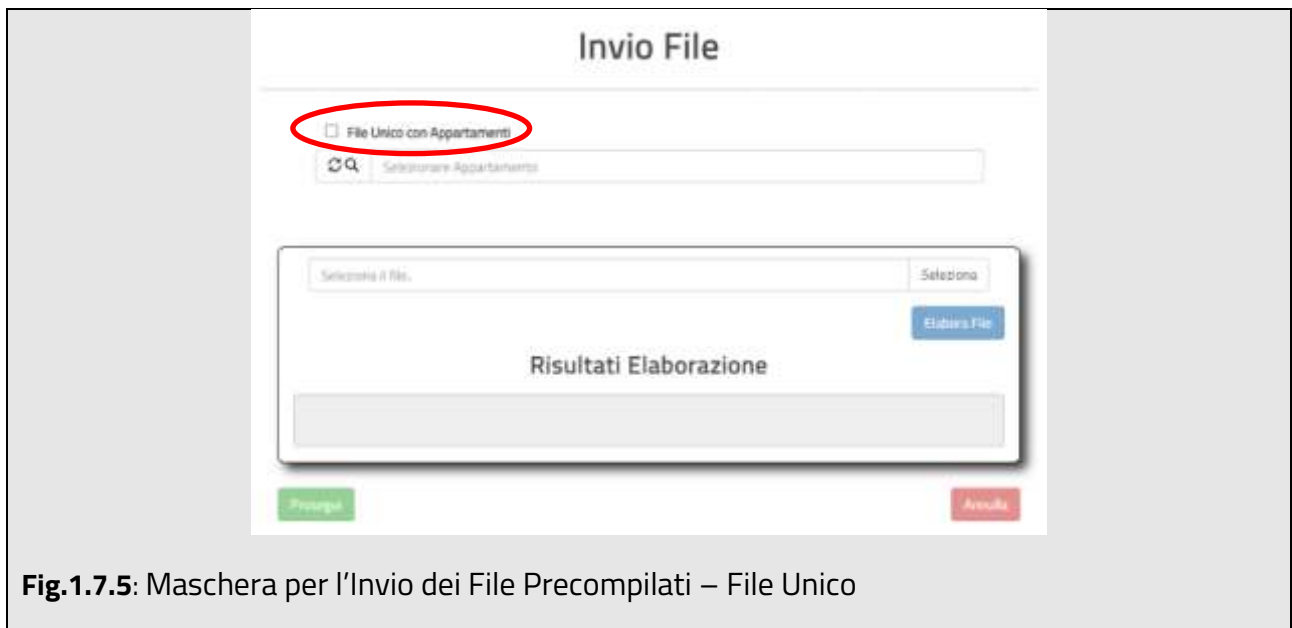 Invio File
File Unico con Appartamenti
Selezionare Appartamento
Seleziona il file..
Seleziona
Elabora File
Risultati Elaborazione
Prosegui
Annulla
Fig.1.7.5: Maschera per l’Invio dei File Precompilati – File Unico